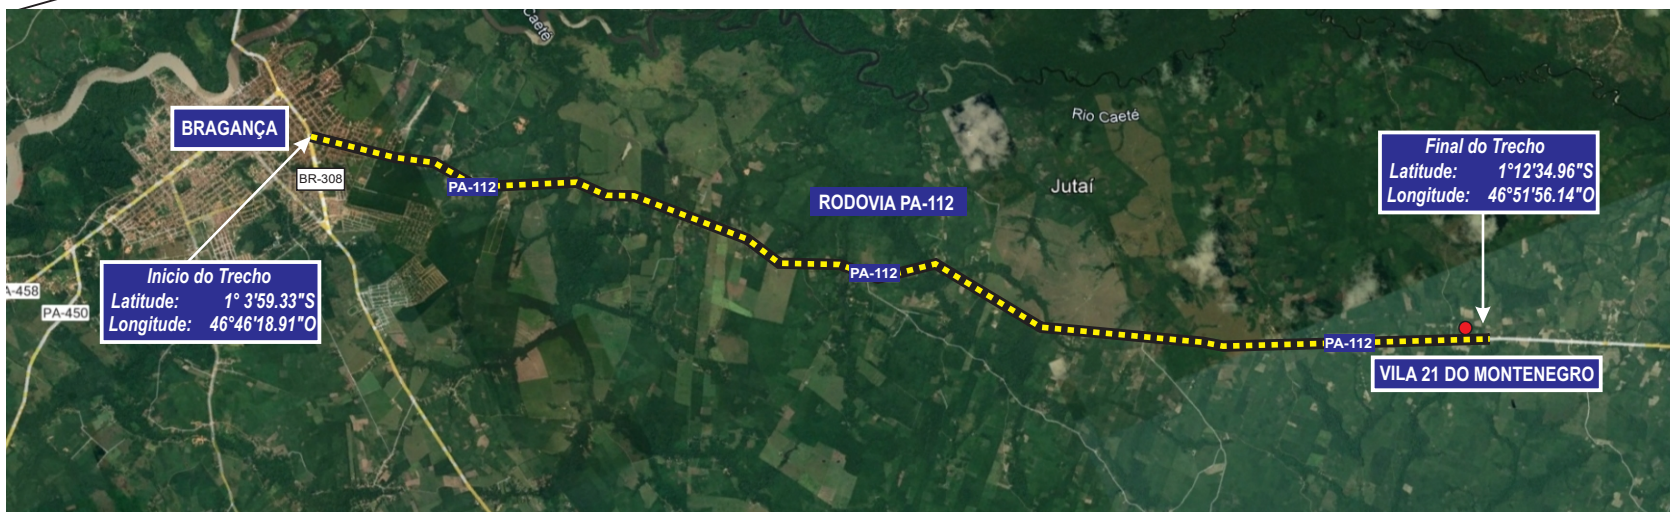 Caeté
BRAGANÇA
BR-308
PA-112
Rio Caeté
Jutaí
RODOVIA PA-112
Final do Trecho
Latitude: 1°12'34.96"S
Longitude: 46°51'56.14"O
Inicio do Trecho
Latitude: 1° 3'59.33"S
Longitude: 46°46'18.91"O
A-458
PA-450
PA-112
PA-112
VILA 21 DO MONTENEGRO